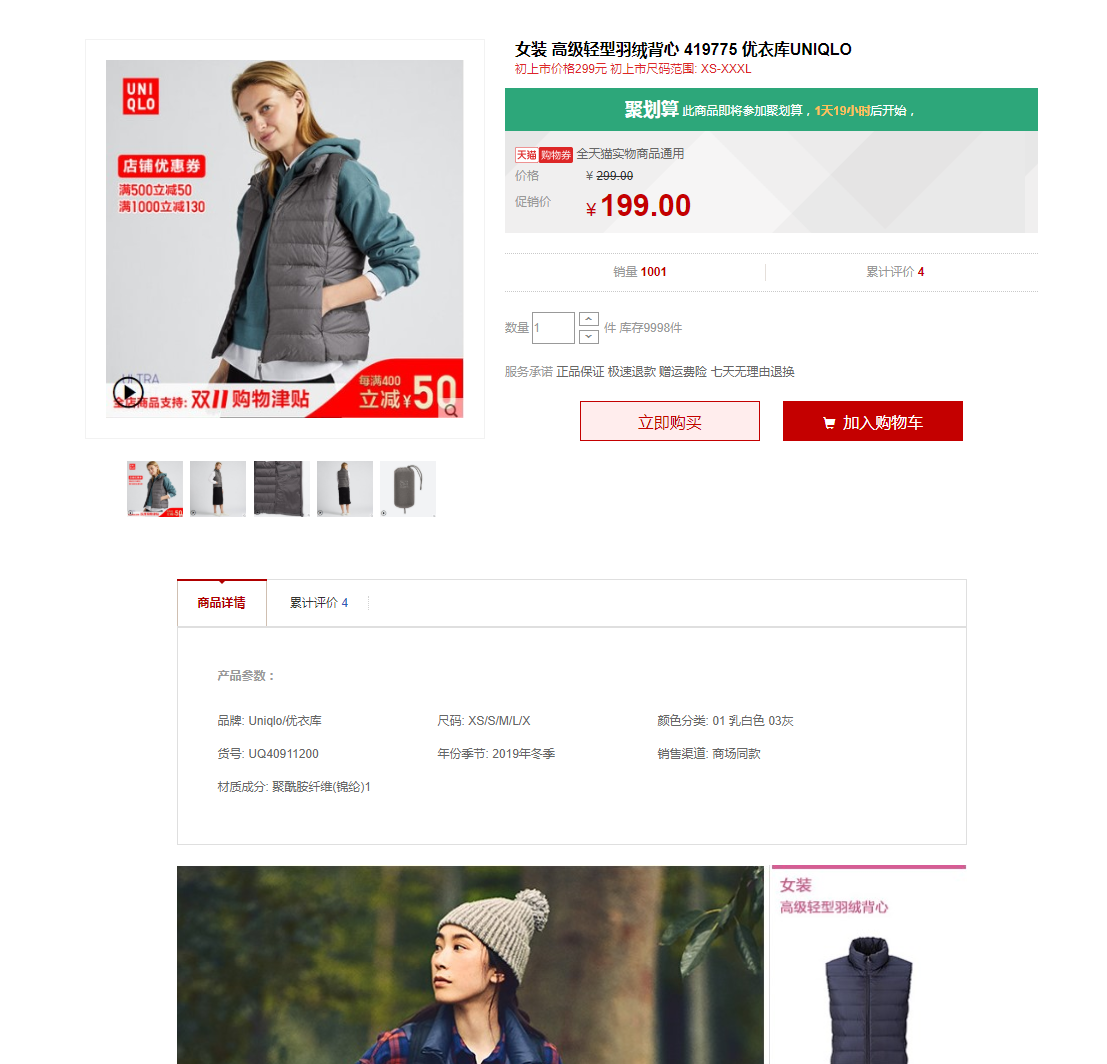 女装 高级轻型羽绒背心 419775 优衣库UNIQLO
初上市价格299元 初上市尺码范围: XS-XXXL
UNI
QLO
店铺优惠券
满500立减50
满1000立减130
ULTRA
全店商品支持: 双11购物津贴
每满400
立减¥50
聚划算 此商品即将参加聚划算，1天19小时后开始，
天猫 购物券 全天猫实物商品通用
价格 ¥ 299.00
促销价 ¥ 199.00
销量 1001 累计评价 4
数量 1 件 库存9998件
服务承诺 正品保证 极速退款 赠运费险 七天无理由退换
立即购买 加入购物车
商品详情 累计评价 4
产品参数：
品牌: Uniqlo/优衣库 尺码: XS/S/M/L/X 颜色分类: 01 乳白色 03灰
货号: UQ40911200 年份季节: 2019年冬季 销售渠道: 商场同款
材质成分: 聚酰胺纤维(锦纶)1
女装
高级轻型羽绒背心